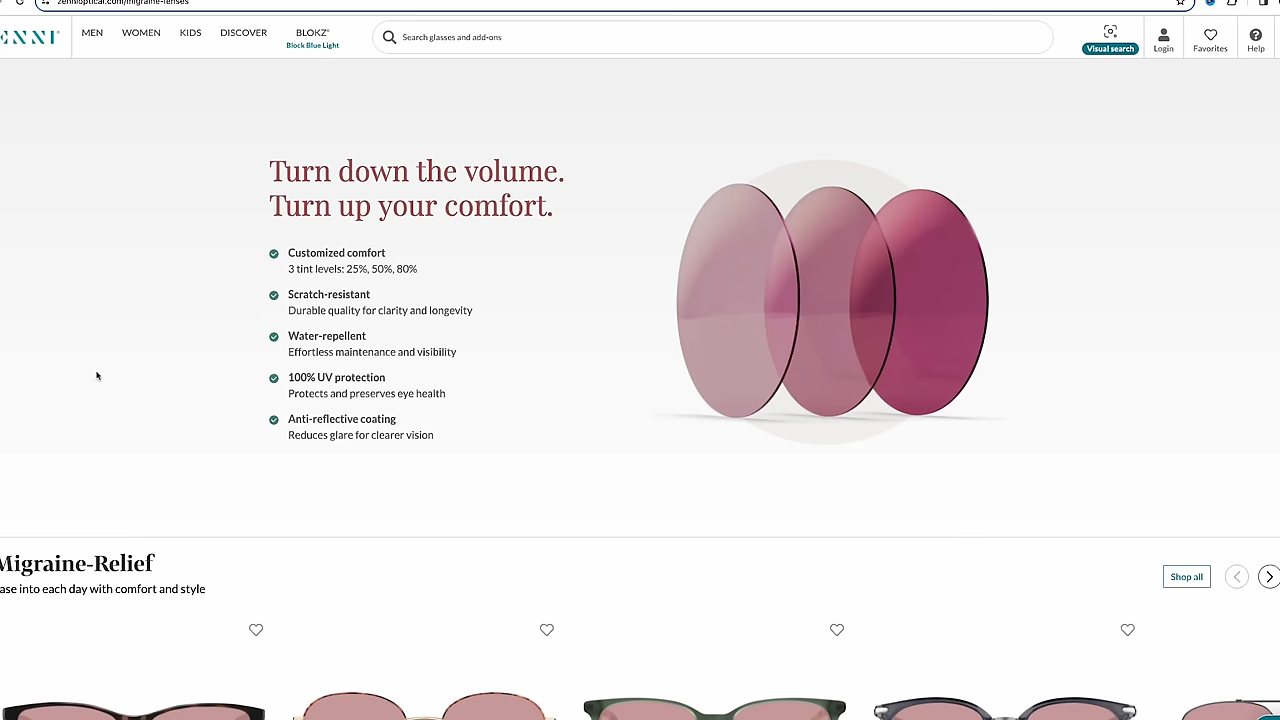 zennioptical.com/migraine-lenses
ENNI
MEN
WOMEN
KIDS
DISCOVER
BLOKZ®
Block Blue Light
Search glasses and add-ons
Visual search
Login
Favorites
Help
Turn down the volume.
Turn up your comfort.
Customized comfort
3 tint levels: 25%, 50%, 80%
Scratch-resistant
Durable quality for clarity and longevity
Water-repellent
Effortless maintenance and visibility
100% UV protection
Protects and preserves eye health
Anti-reflective coating
Reduces glare for clearer vision
Migraine-Relief
ase into each day with comfort and style
Shop all